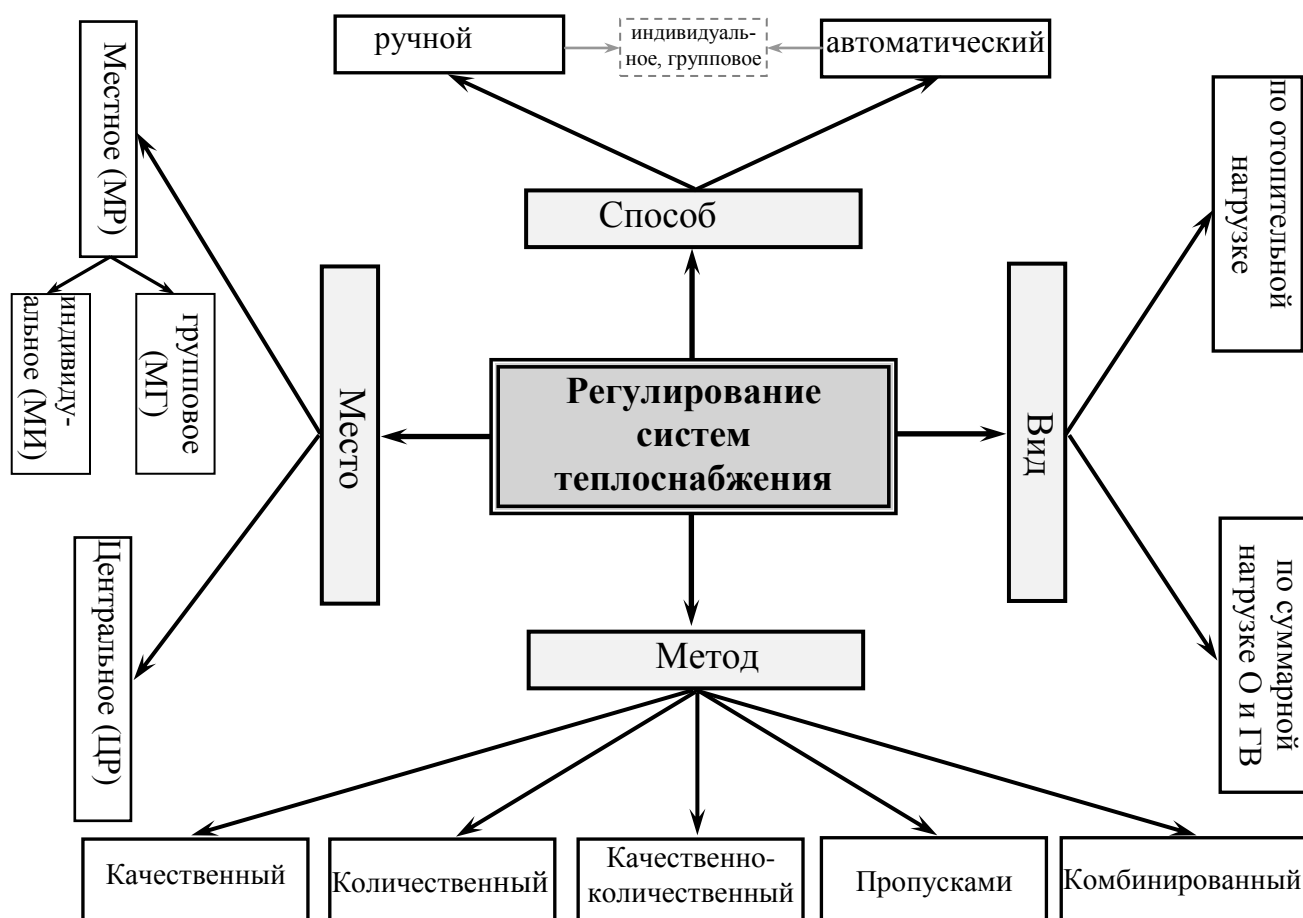 ручной
индивидуаль-
ное, групповое
автоматический
Способ
Местное (МР)
индивиду-
альное (МИ)
групповое
(МГ)
Место
Центральное (ЦР)
Регулирование
систем
теплоснабжения
Вид
по отопительной
нагрузке
по суммарной
нагрузке О и ГВ
Метод
Качественный
Количественный
Качественно-
количественный
Пропусками
Комбинированный